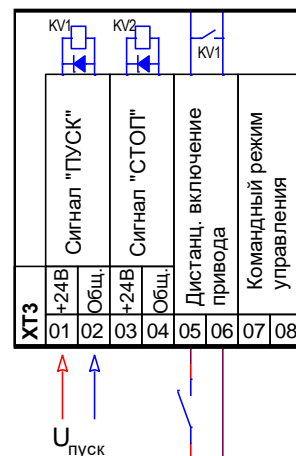 KV1
KV2
KV1
Сигнал "ПУСК"
Сигнал "СТОП"
Дистанц. включение
привода
Командный режим
управления
XT3
+24В
Общ.
+24В
Общ.
01 02 03 04 05 06 07 08
Uпуск